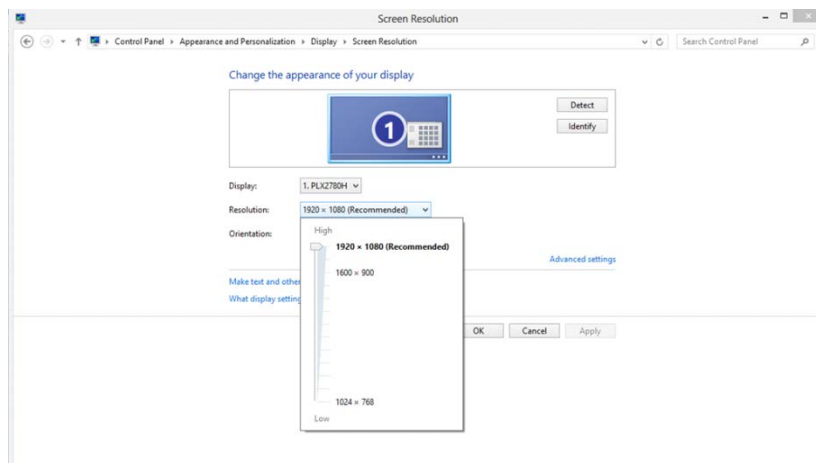 Screen Resolution
Control Panel Appearance and Personalization Display Screen Resolution Search Control Panel
Change the appearance of your display
1
Detect
Identify
Display: 1. PLX2780H
Resolution: 1920 × 1080 (Recommended)
Orientation:
High
1920 × 1080 (Recommended)
1600 × 900
1024 × 768
Low
Advanced settings
Make text and other
What display setting
OK Cancel Apply